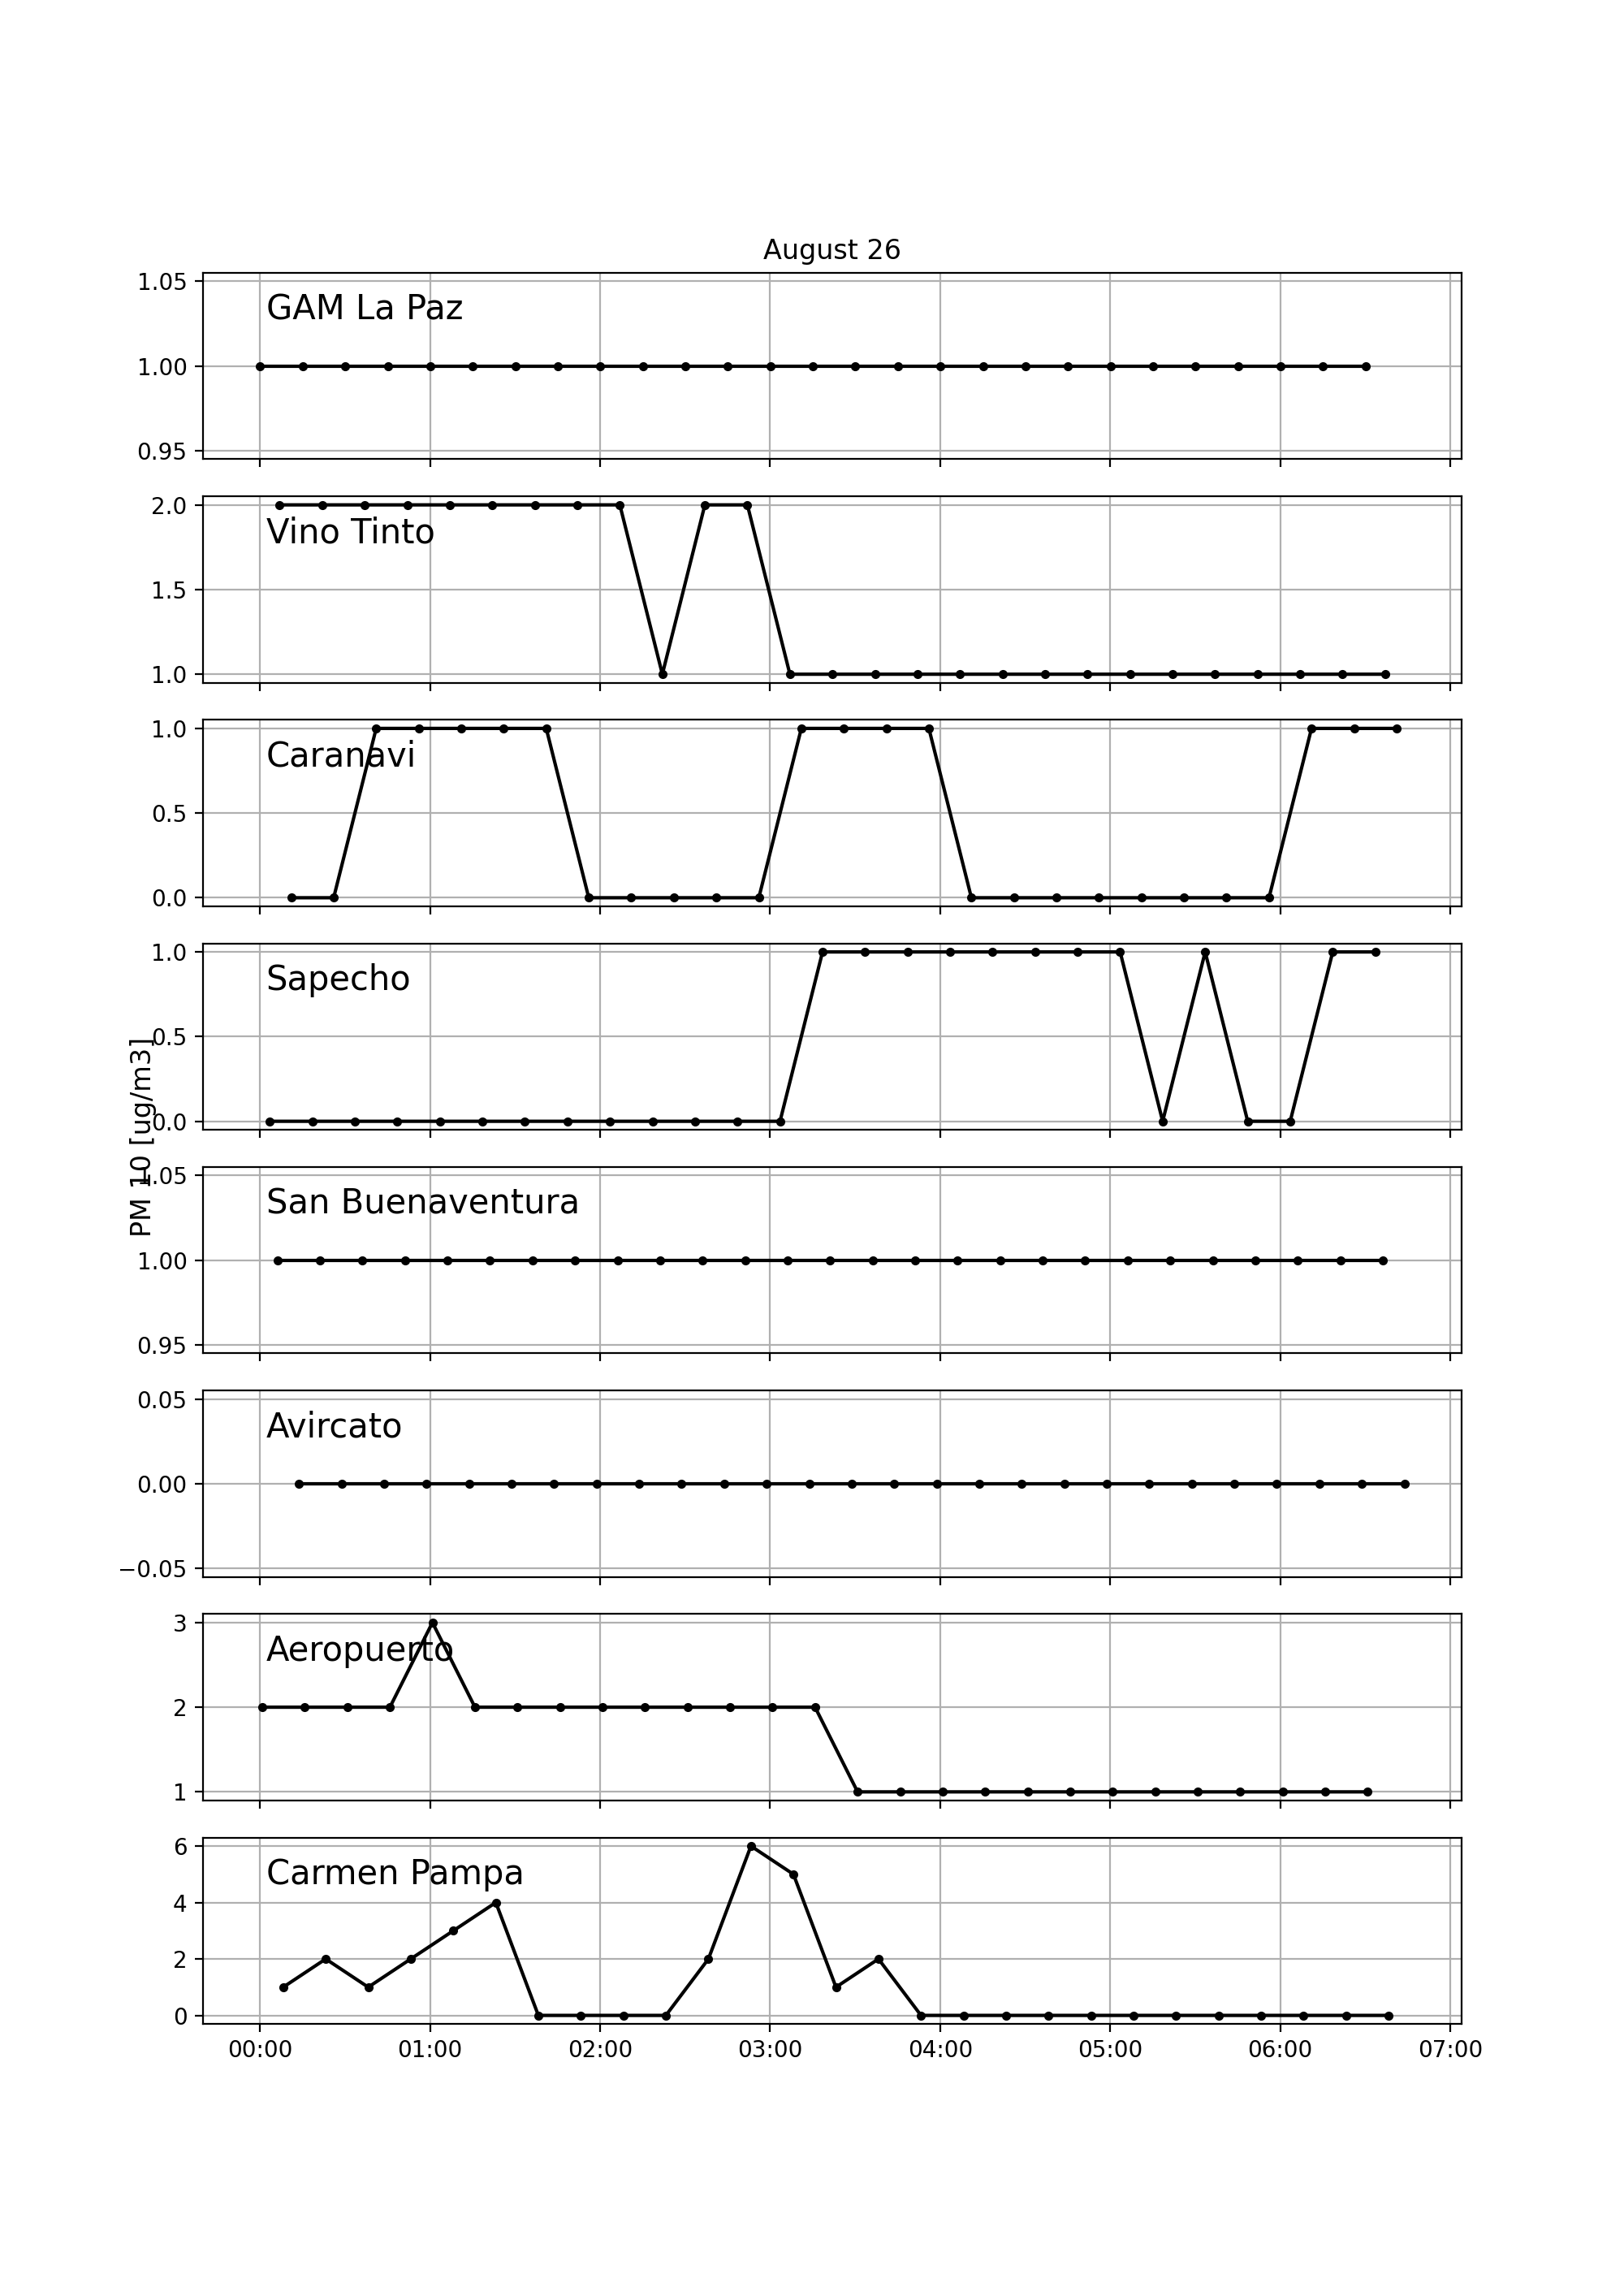 August 26
1.05
GAM La Paz
1.00
0.95
2.0
Vino Tinto
1.5
1.0
1.0
Caranavi
0.5
0.0
1.0
Sapecho
0.5
0.0
PM 10 [ug/m3]
1.05
San Buenaventura
1.00
0.95
0.05
Avircato
0.00
−0.05
3
Aeropuerto
2
1
6
Carmen Pampa
4
2
0
00:00 01:00 02:00 03:00 04:00 05:00 06:00 07:00